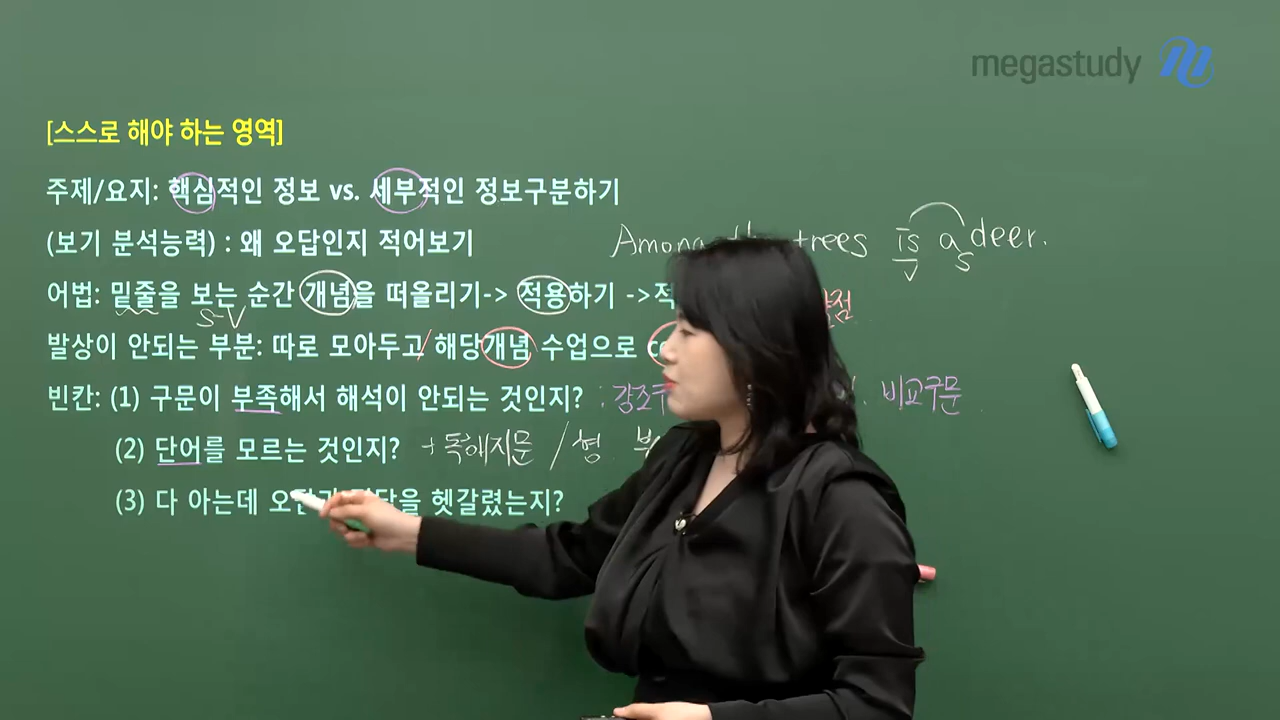 megastudy
[스스로 해야 하는 영역]
주제/요지: 핵심적인 정보 vs. 세부적인 정보구분하기
(보기 분석능력) : 왜 오답인지 적어보기
trees is a deer.
V S
어법: 밑줄을 보는 순간 개념을 떠올리기-> 적용하기 ->
S-V
발상이 안되는 부분: 따로 모아두고/ 해당개념 수업으로
빈칸: (1) 구문이 부족해서 해석이 안되는 것인지? : 비교구문
(2) 단어를 모르는 것인지? + 독해지문 / 형
(3) 다 아는데 헷갈렸는지?